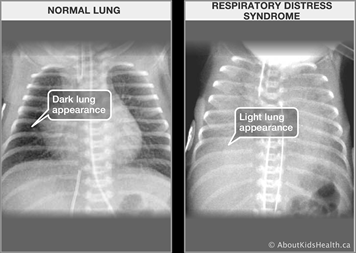 NORMAL LUNG
Dark lung
appearance
RESPIRATORY DISTRESS
SYNDROME
Light lung
appearance
© AboutKidsHealth.ca